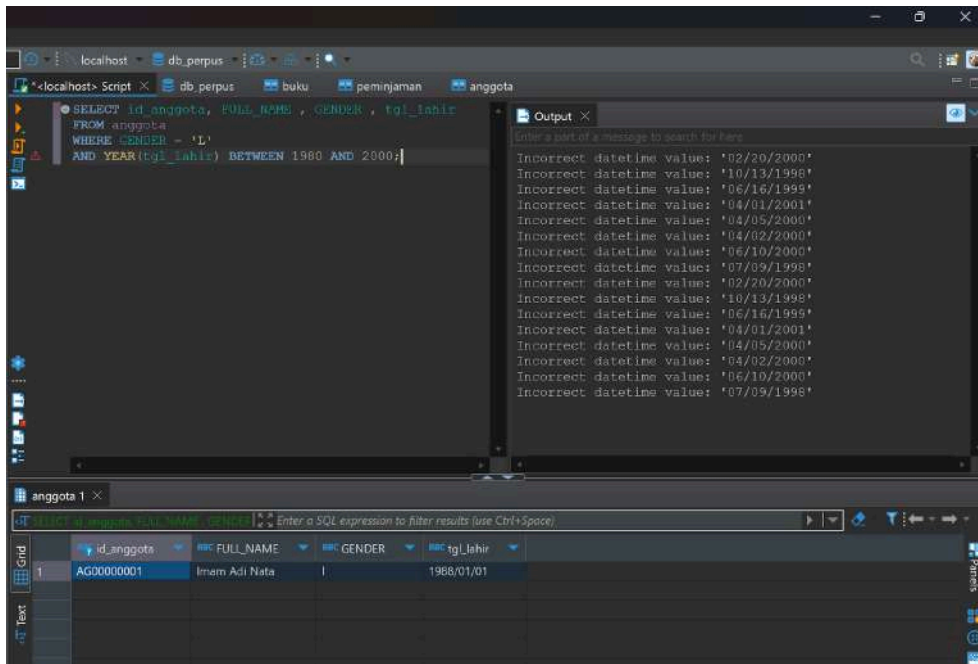 localhost
db_perpus
*<localhost> Script
db_perpus
buku
peminjaman
anggota
SELECT id_anggota, FULL_NAME , GENDER , tgl_lahir
FROM anggota
WHERE GENDER = 'L'
AND YEAR(tgl_lahir) BETWEEN 1980 AND 2000;
Output
Enter a part of a message to search for here
Incorrect datetime value: '02/20/2000'
Incorrect datetime value: '10/13/1998'
Incorrect datetime value: '06/16/1999'
Incorrect datetime value: '04/01/2001'
Incorrect datetime value: '04/05/2000'
Incorrect datetime value: '04/02/2000'
Incorrect datetime value: '06/10/2000'
Incorrect datetime value: '07/09/1998'
Incorrect datetime value: '02/20/2000'
Incorrect datetime value: '10/13/1998'
Incorrect datetime value: '06/16/1999'
Incorrect datetime value: '04/01/2001'
Incorrect datetime value: '04/05/2000'
Incorrect datetime value: '04/02/2000'
Incorrect datetime value: '06/10/2000'
Incorrect datetime value: '07/09/1998'
anggota 1
SELECT id_anggota, FULL_NAME , GENDER
Enter a SQL expression to filter results (use Ctrl+Space)
Grid
Text
Panels
id_anggota
ABC FULL_NAME
ABC GENDER
ABC tgl_lahir
1
AG00000001
Imam Adi Nata
1988/01/01